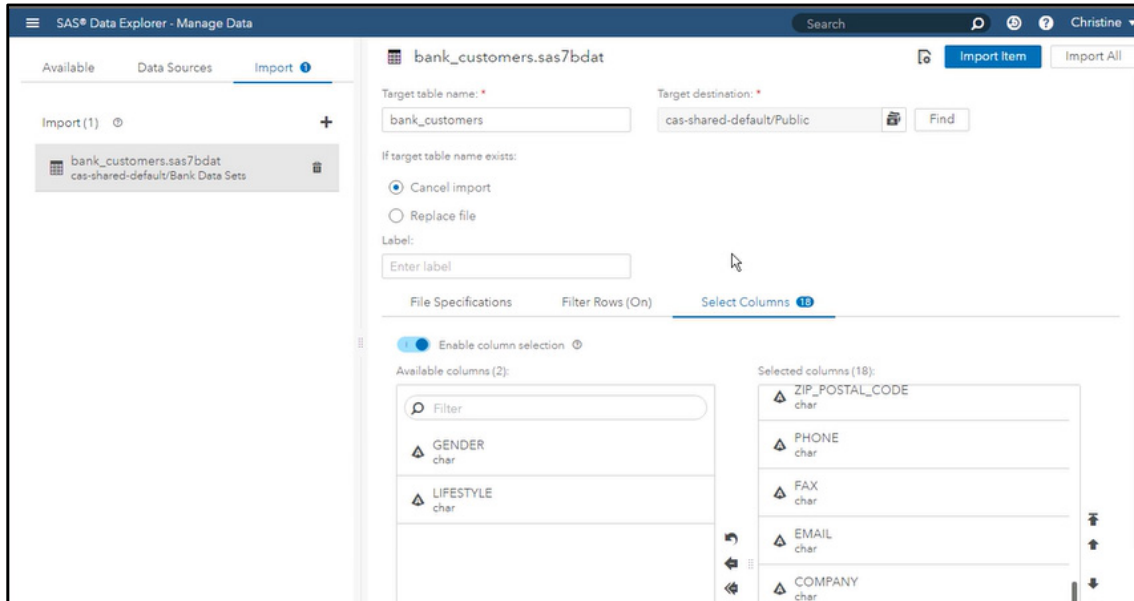 SAS® Data Explorer - Manage Data
Search
Christine
Available
Data Sources
Import 1
Import (1)
bank_customers.sas7bdat
cas-shared-default/Bank Data Sets
bank_customers.sas7bdat
Import Item
Import All
Target table name: *
Target destination: *
bank_customers
cas-shared-default/Public
Find
If target table name exists:
Cancel import
Replace file
Label:
Enter label
File Specifications
Filter Rows (On)
Select Columns 18
Enable column selection
Available columns (2):
Selected columns (18):
Filter
GENDER
char
LIFESTYLE
char
ZIP_POSTAL_CODE
char
PHONE
char
FAX
char
EMAIL
char
COMPANY
char